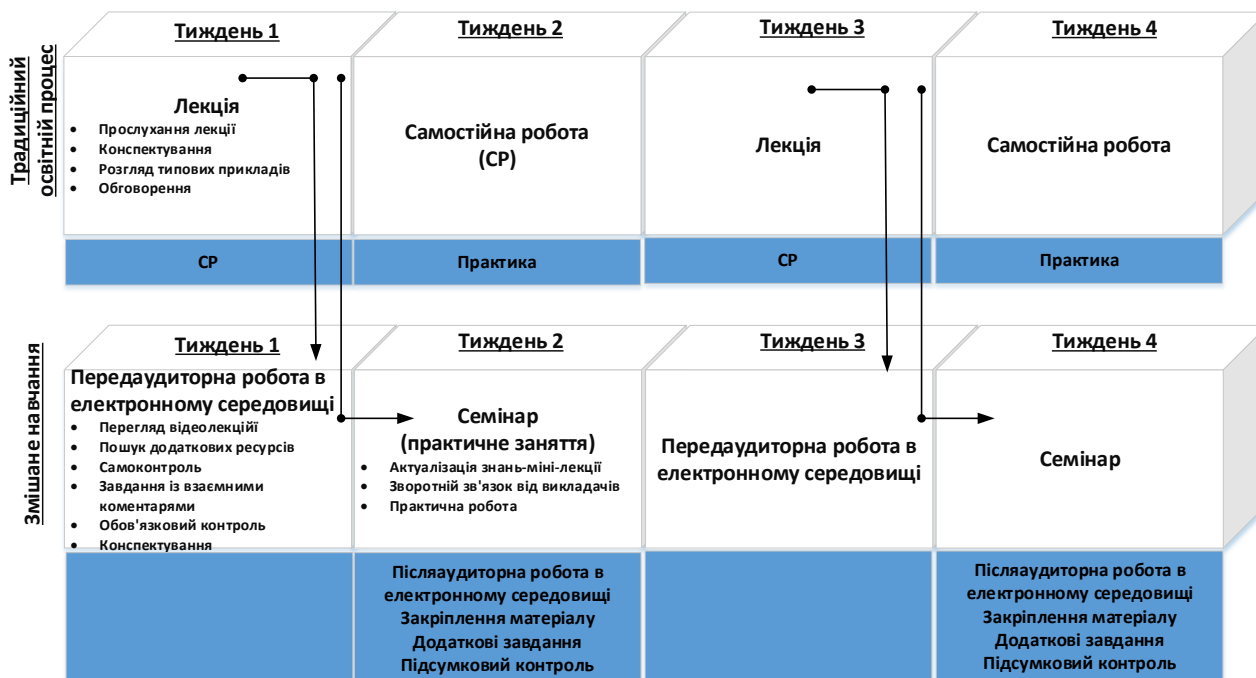 Традиційний
освітній процес
Тиждень 1
Тиждень 2
Тиждень 3
Тиждень 4
Лекція
• Прослухання лекції
• Конспектування
• Розгляд типових прикладів
• Обговорення
Самостійна робота
(СР)
Лекція
Самостійна робота
СР
Практика
СР
Практика
Змішане навчання
Тиждень 1
Тиждень 2
Тиждень 3
Тиждень 4
Передаудиторна робота в
електронному середовищі
• Перегляд відеолекціїї
• Пошук додаткових ресурсів
• Самоконтроль
• Завдання із взаємними
коментарями
• Обов'язковий контроль
• Конспектування
Семінар
(практичне заняття)
• Актуалізація знань-міні-лекції
• Зворотній зв'язок від викладачів
• Практична робота
Передаудиторна робота в
електронному середовищі
Семінар
Післяаудиторна робота в
електронному середовищі
Закріплення матеріалу
Додаткові завдання
Підсумковий контроль
Післяаудиторна робота в
електронному середовищі
Закріплення матеріалу
Додаткові завдання
Підсумковий контроль